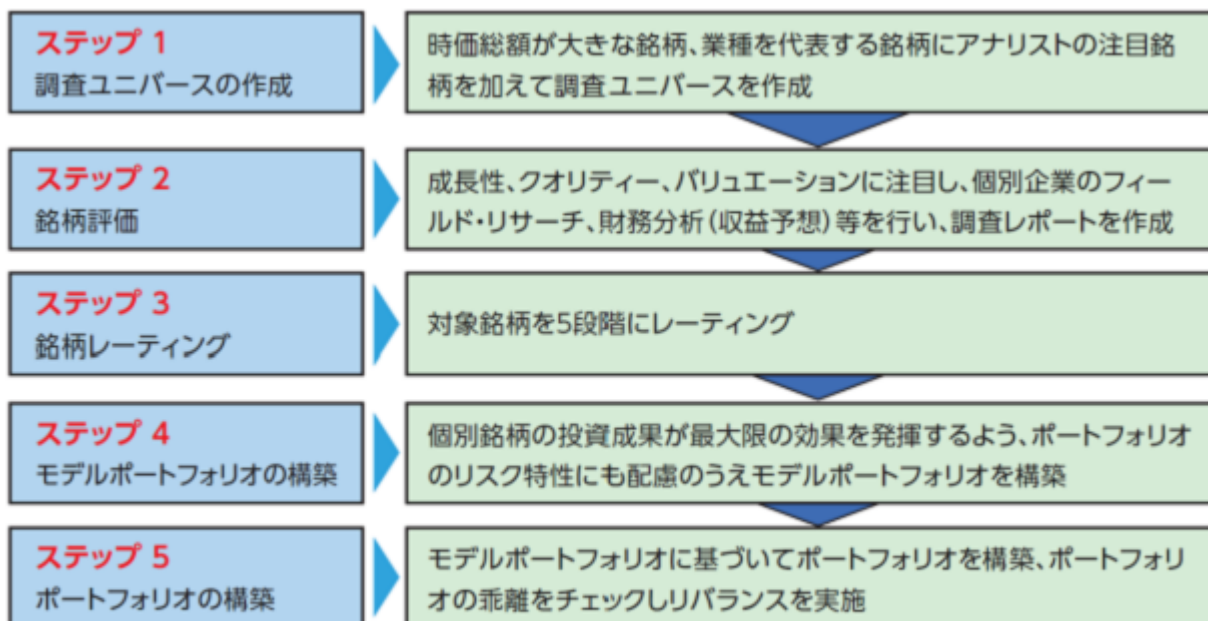 ステップ 1
調査ユニバースの作成
時価総額が大きな銘柄、業種を代表する銘柄にアナリストの注目銘
柄を加えて調査ユニバースを作成
ステップ 2
銘柄評価
成長性、クオリティー、バリュエーションに注目し、個別企業のフィー
ルド・リサーチ、財務分析(収益予想)等を行い、調査レポートを作成
ステップ 3
銘柄レーティング
対象銘柄を5段階にレーティング
ステップ 4
モデルポートフォリオの構築
個別銘柄の投資成果が最大限の効果を発揮するよう、ポートフォリオ
のリスク特性にも配慮のうえモデルポートフォリオを構築
ステップ 5
ポートフォリオの構築
モデルポートフォリオに基づいてポートフォリオを構築、ポートフォリ
オの乖離をチェックしリバランスを実施